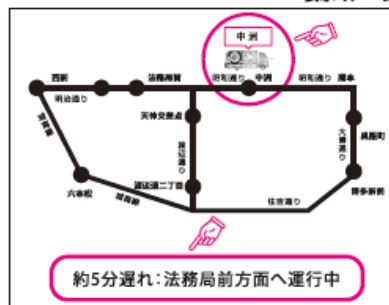 中洲
西新
法務局前
昭和通り
中洲
昭和通り
明治通り
天神交差点
呉服町
渡辺通り
大博通り
城南線
渡辺通二丁目
博多駅前
六本松
住吉通り
約5分遅れ:法務局前方面へ運行中